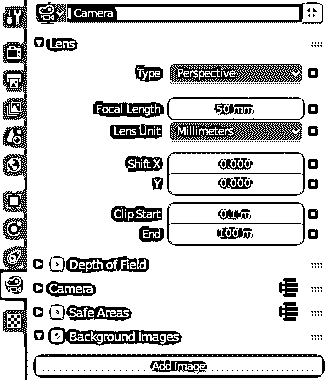 Camera
Lens
Type Perspective
Focal Length 50 mm
Lens Unit Millimeters
Shift X 0.000
Y 0.000
Clip Start 0.1 m
End 100 m
Depth of Field
Camera
Safe Areas
Background Images
Add Image